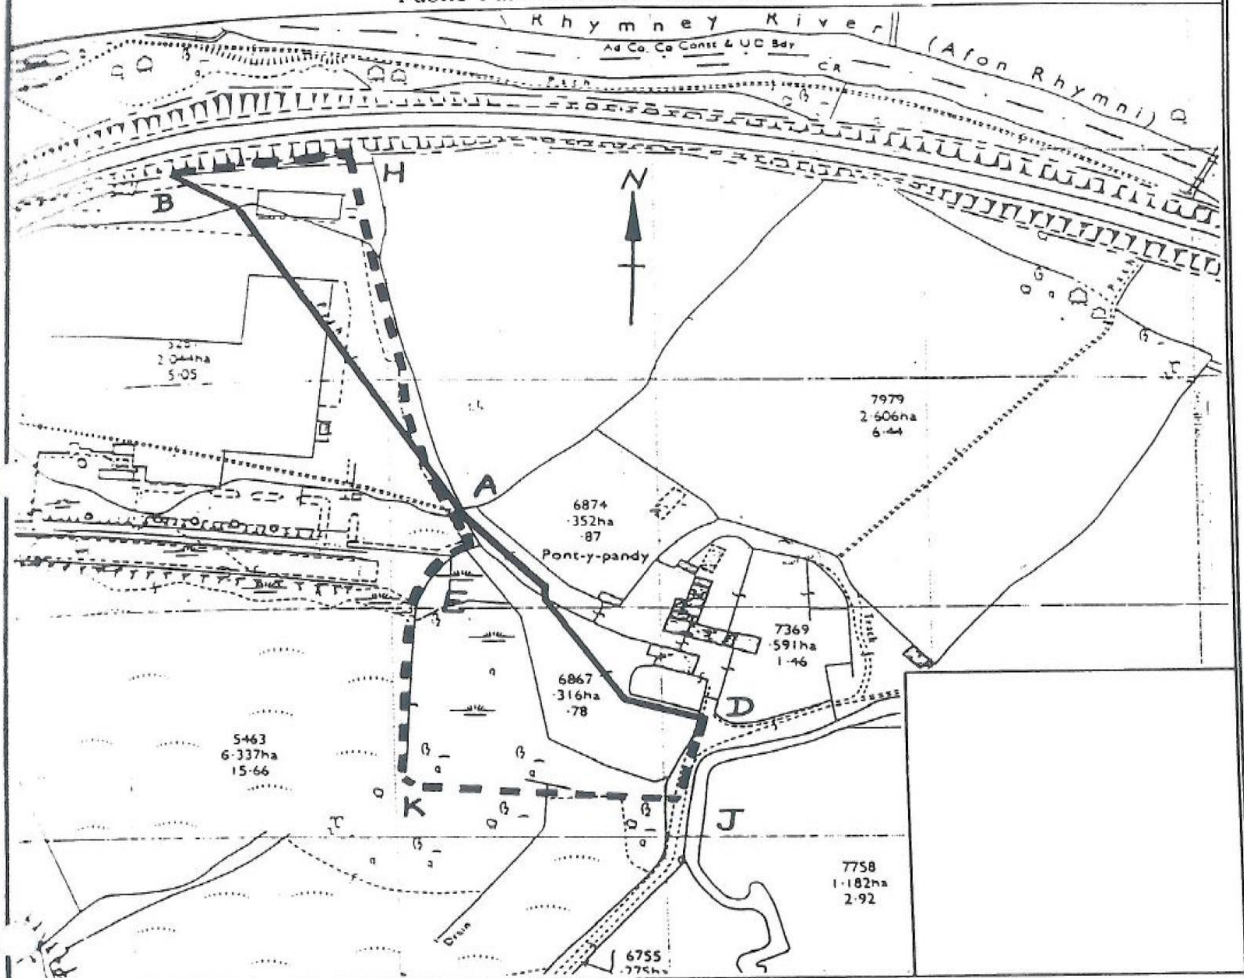 Rhymney River (Afon Rhymni)
Ad Co, Co Const & UC Bdy
Path
CR
H
B
N
Path
2.044ha
5.05
7979
2.606ha
6.44
A
6874
.352ha
.87
Pont-y-pandy
E
7369
.591ha
1.46
Track
6867
.316ha
.78
D
5463
6.337ha
15.66
K
J
7758
1.182ha
2.92
Drain
6755
.275ha